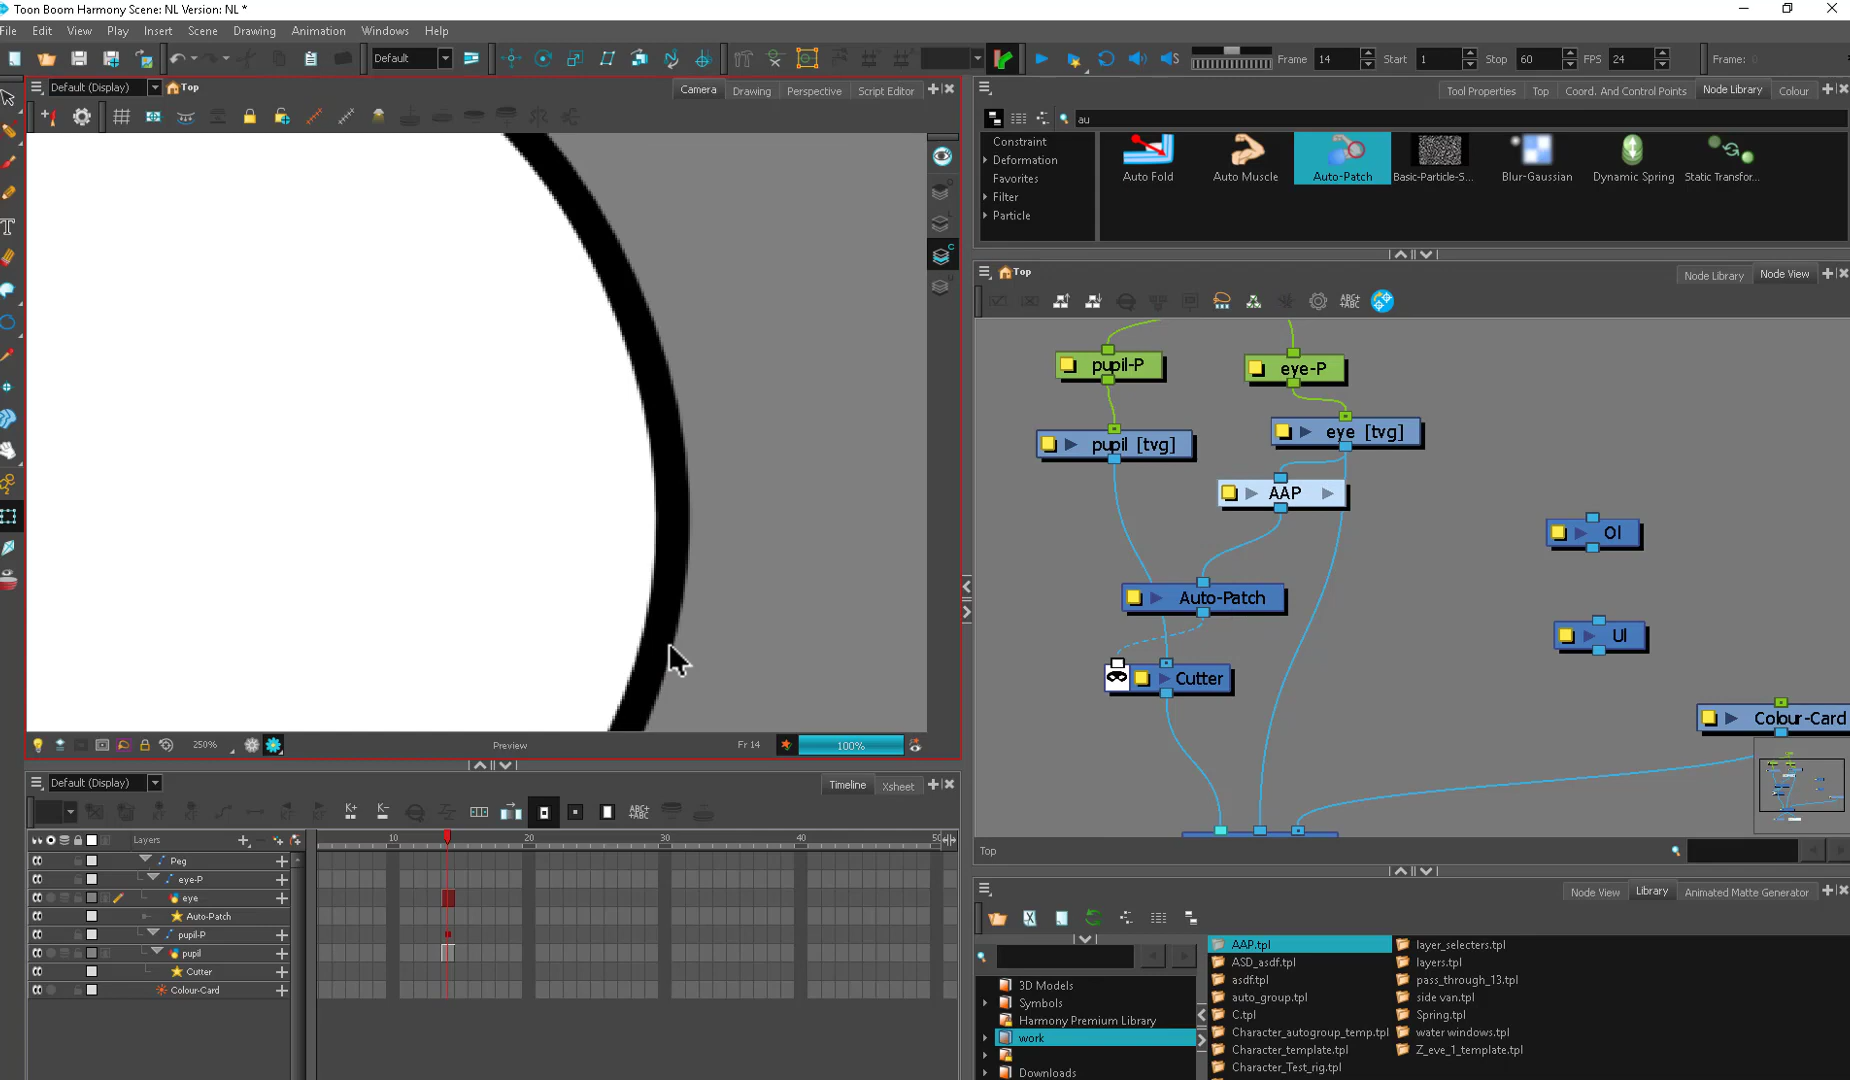 Toon Boom Harmony Scene: NL Version: NL *
File Edit View Play Insert Scene Drawing Animation Windows Help
Default Frame 14 Start 1 Stop 60 FPS 24 Frame: 0
Default (Display) Top Camera Drawing Perspective Script Editor
Tool Properties Top Coord. And Control Points Node Library Colour
au
Constraint
Deformation
Favorites
Filter
Particle
Auto Fold Auto Muscle Auto-Patch Basic-Particle-S... Blur-Gaussian Dynamic Spring Static Transfor...
Top Node Library Node View
ABC
+ABC
pupil-P eye-P
pupil [tvg] eye [tvg]
AAP
OI
Auto-Patch
UI
Cutter
Colour-Card
Top
250% Preview Fr 14 100%
Default (Display) Timeline Xsheet
K+ K- ABC
+ABC
Layers 10 20 30 40 50
Peg
eye-P
eye
Auto-Patch
pupil-P
pupil
Cutter
Colour-Card
Node View Library Animated Matte Generator
3D Models
Symbols
Harmony Premium Library
work
Downloads
AAP.tpl
ASD_asdf.tpl
asdf.tpl
auto_group.tpl
C.tpl
Character_autogroup_temp.tpl
Character_template.tpl
Character_Test_rig.tpl
layer_selecters.tpl
layers.tpl
pass_through_13.tpl
side van.tpl
Spring.tpl
water windows.tpl
Z_eve_1_template.tpl